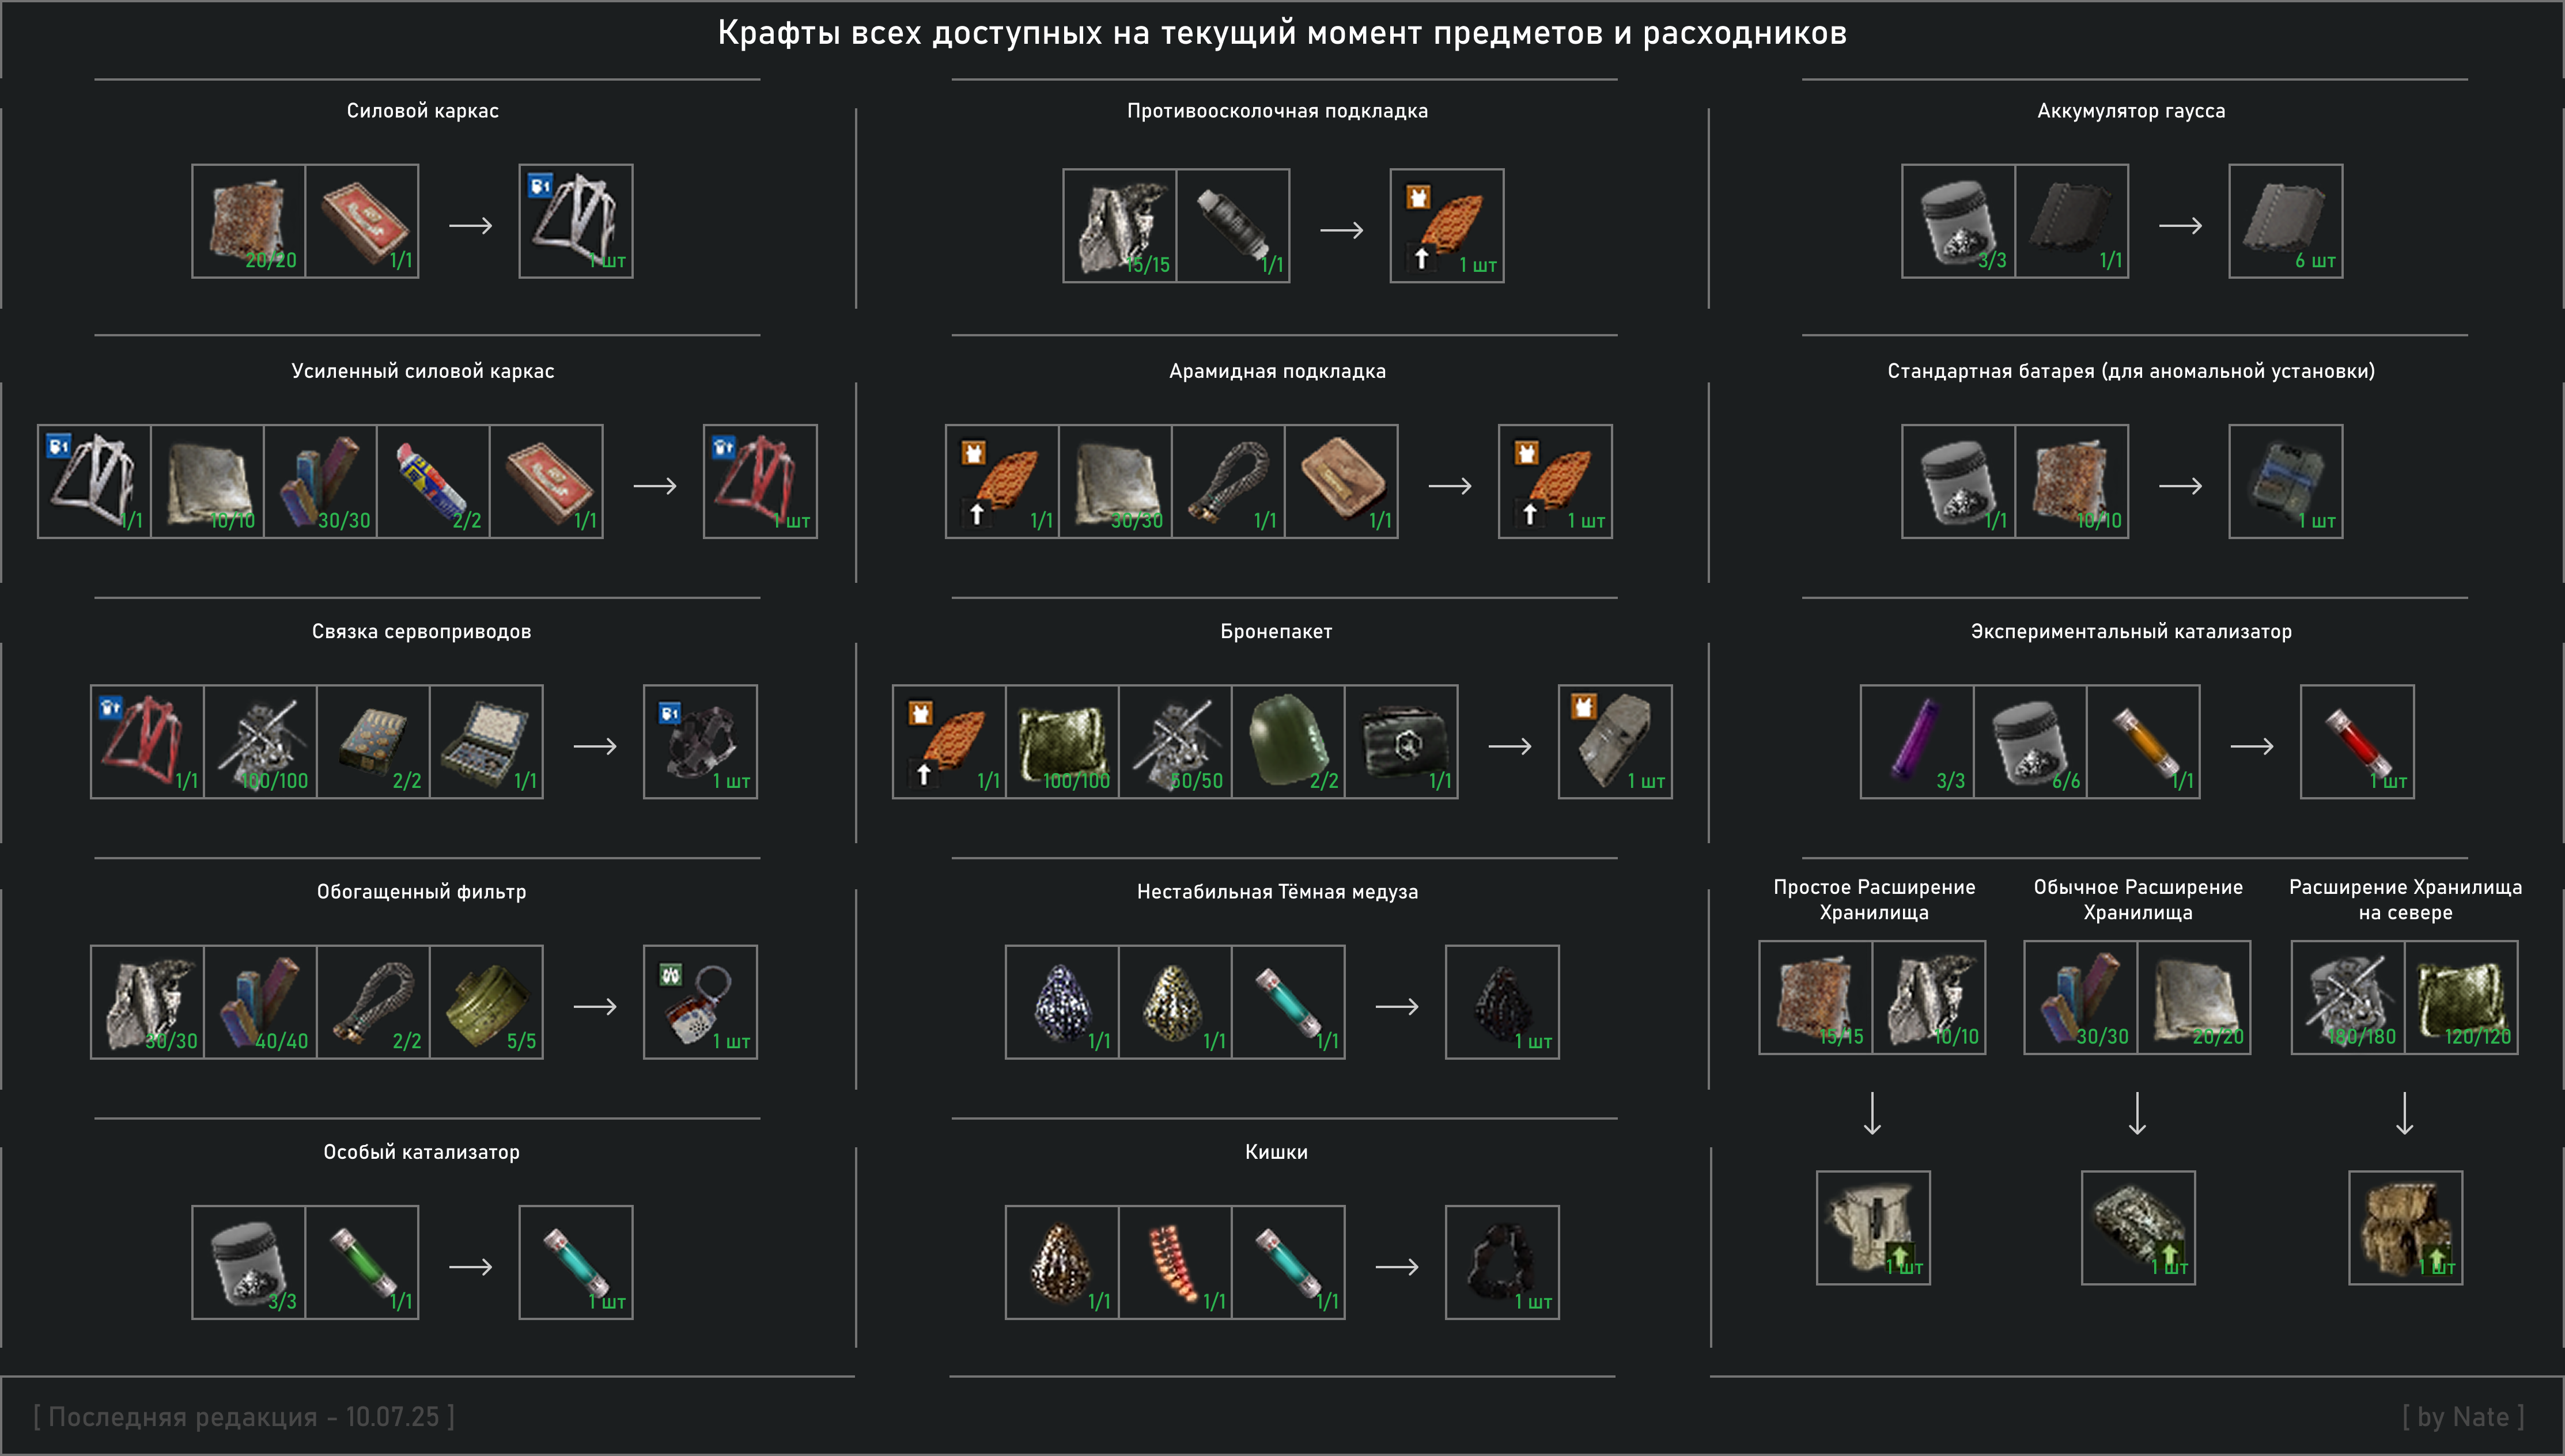 Крафты всех доступных на текущий момент предметов и расходников
Силовой каркас
20/20 1/1 1 шт
Противоосколочная подкладка
15/15 1/1 1 шт
Аккумулятор гаусса
3/3 1/1 6 шт
Усиленный силовой каркас
1/1 10/10 30/30 2/2 1/1 1 шт
Арамидная подкладка
1/1 30/30 1/1 1/1 1 шт
Стандартная батарея (для аномальной установки)
1/1 10/10 1 шт
Связка сервоприводов
1/1 100/100 2/2 1/1 1 шт
Бронепакет
1/1 100/100 50/50 2/2 1/1 1 шт
Экспериментальный катализатор
3/3 6/6 1/1 1 шт
Обогащенный фильтр
30/30 40/40 2/2 5/5 1 шт
Нестабильная Тёмная медуза
1/1 1/1 1/1 1 шт
Простое Расширение
Хранилища
15/15 10/10
1 шт
Обычное Расширение
Хранилища
30/30 20/20
1 шт
Расширение Хранилища
на севере
180/180 120/120
1 шт
Особый катализатор
3/3 1/1 1 шт
Кишки
1/1 1/1 1/1 1 шт
[ Последняя редакция - 10.07.25 ]
[ by Nate ]